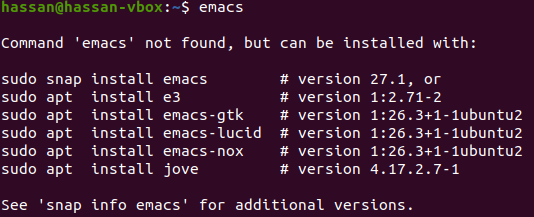 hassan@hassan-vbox:~$ emacs
Command 'emacs' not found, but can be installed with:
sudo snap install emacs        # version 27.1, or
sudo apt  install e3           # version 1:2.71-2
sudo apt  install emacs-gtk    # version 1:26.3+1-1ubuntu2
sudo apt  install emacs-lucid  # version 1:26.3+1-1ubuntu2
sudo apt  install emacs-nox    # version 1:26.3+1-1ubuntu2
sudo apt  install jove         # version 4.17.2.7-1
See 'snap info emacs' for additional versions.